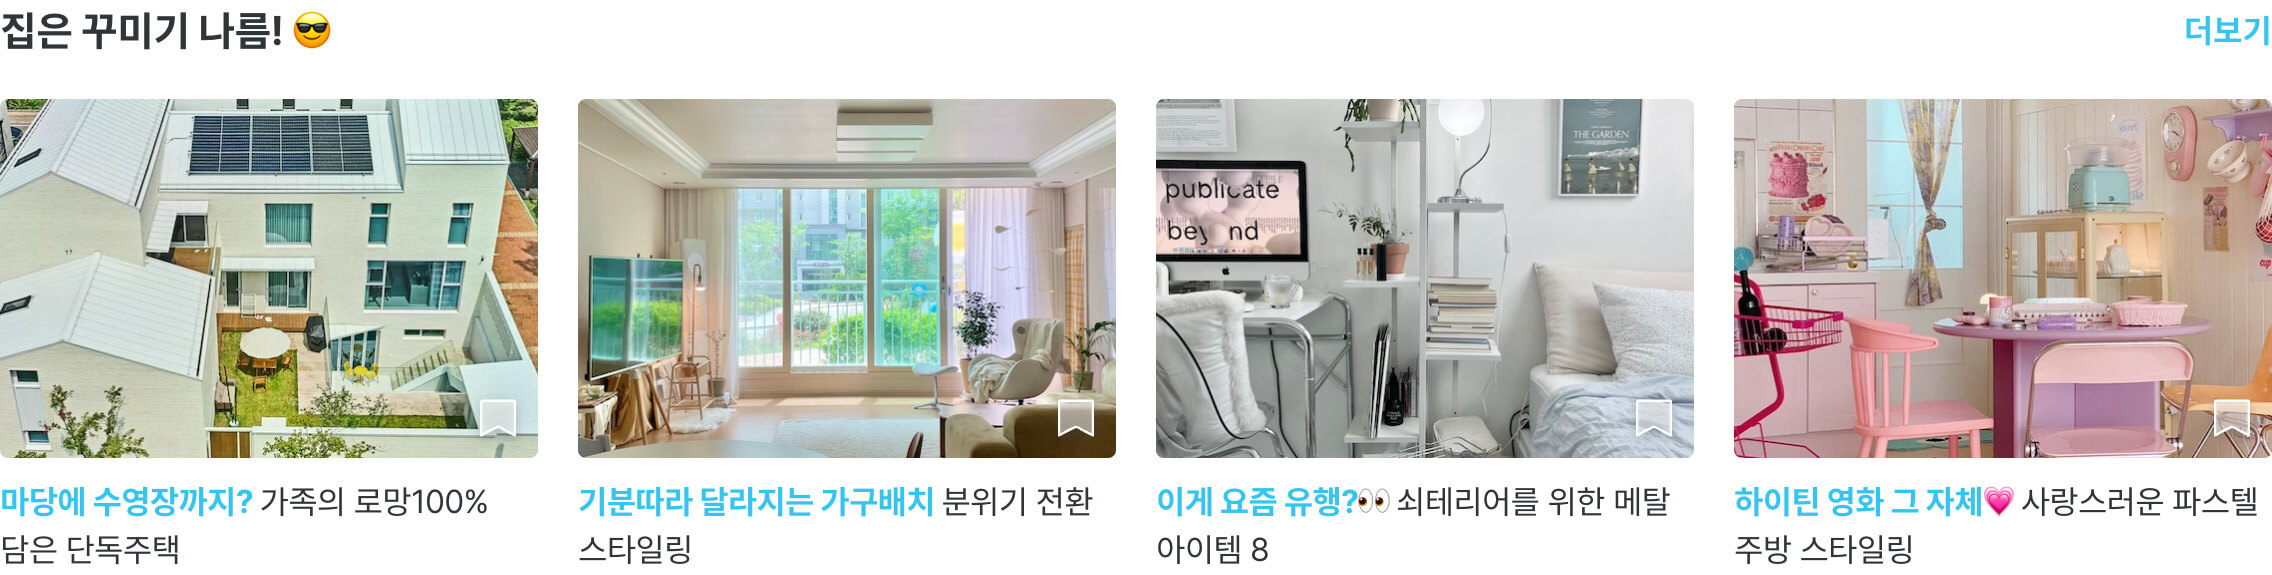 집은 꾸미기 나름! 😎
더보기
publicate
beyond
THE GARDEN
sweet
마당에 수영장까지? 가족의 로망100%
담은 단독주택
기분따라 달라지는 가구배치 분위기 전환
스타일링
이게 요즘 유행?👀 쇠테리어를 위한 메탈
아이템 8
하이틴 영화 그 자체💗 사랑스러운 파스텔
주방 스타일링